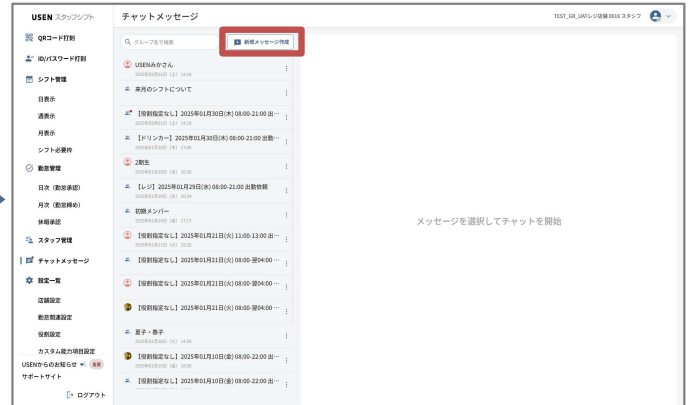 USEN スタッフシフト
チャットメッセージ
TEST_GR_UATレジ店舗 0016 スタッフ
QRコード打刻
ID/パスワード打刻
シフト管理
日表示
週表示
月表示
シフト必要枠
勤怠管理
日次（勤怠承認）
月次（勤怠締め）
休暇承認
スタッフ管理
チャットメッセージ
設定一覧
店舗設定
勤怠関連設定
役割設定
カスタム能力項目設定
USENからのお知らせ
サポートサイト
ログアウト
グループ名で検索
新規メッセージ作成
USENみかさん
来月のシフトについて
【役割指定なし】2025年01月30日(木) 08:00-21:00 出…
【ドリンカー】2025年01月30日(木) 08:00-21:00 出勤…
2期生
【レジ】2025年01月29日(水) 08:00-21:00 出勤依頼
初期メンバー
【役割指定なし】2025年01月21日(火) 11:00-13:00 出…
【役割指定なし】2025年01月21日(火) 08:00-翌04:00 …
【役割指定なし】2025年01月21日(火) 08:00-翌04:00 …
【役割指定なし】2025年01月21日(火) 08:00-翌04:00 …
夏子・春子
【役割指定なし】2025年01月10日(金) 08:00-22:00 出…
【役割指定なし】2025年01月10日(金) 08:00-22:00 出…
メッセージを選択してチャットを開始